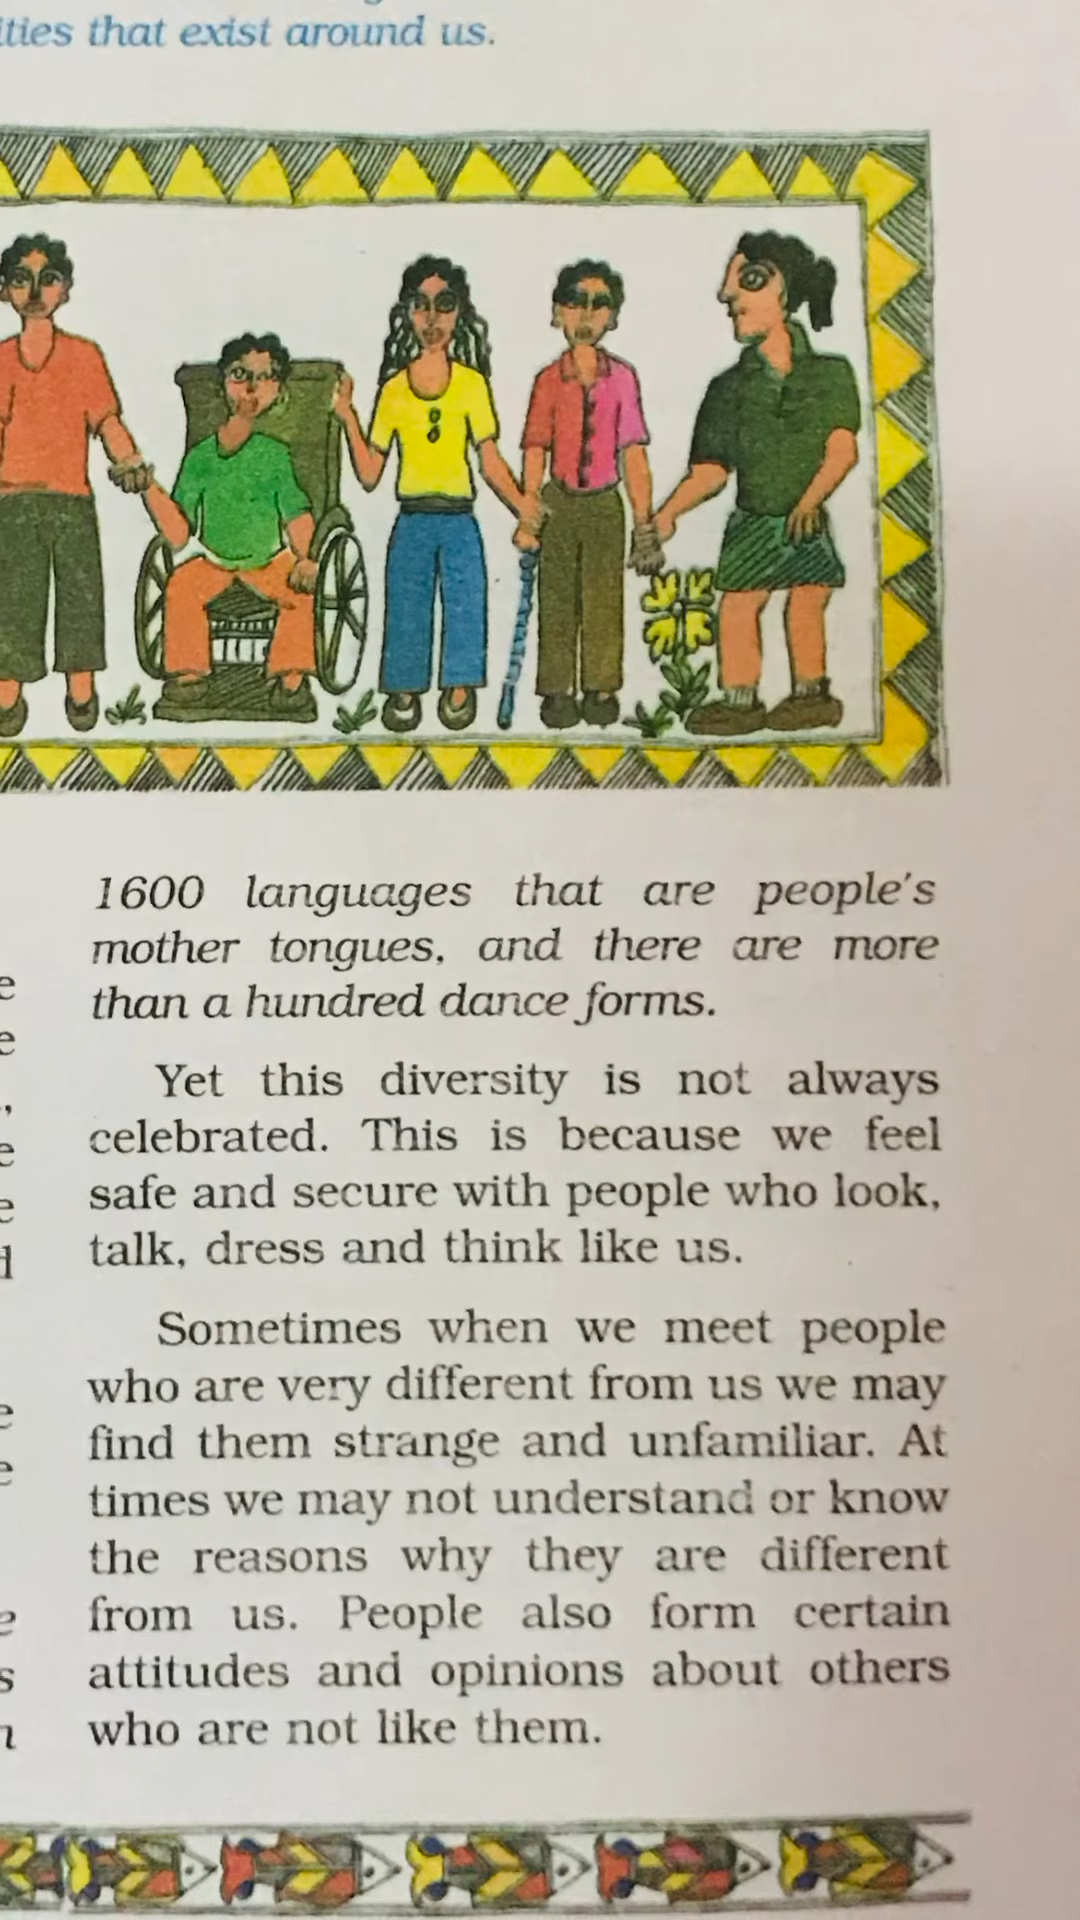 ities that exist around us.
1600 languages that are people's
mother tongues, and there are more
than a hundred dance forms.
Yet this diversity is not always
celebrated. This is because we feel
safe and secure with people who look,
talk, dress and think like us.
Sometimes when we meet people
who are very different from us we may
find them strange and unfamiliar. At
times we may not understand or know
the reasons why they are different
from us. People also form certain
attitudes and opinions about others
who are not like them.